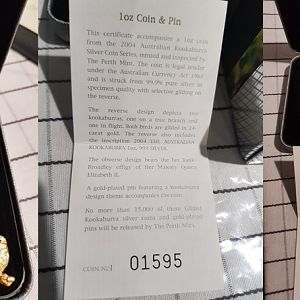 1oz Coin & Pin
This certificate accompanies a 1oz coin
from the 2004 Australian Kookaburra
Silver Coin Series, minted and inspected by
The Perth Mint. The coin is legal tender
under the Australian Currency Act 1965
and is struck from 99.9% pure silver in
specimen quality with selective gilding on
the reverse.
The reverse design depicts two
kookaburras, one on a tree branch and
one in flight. Both birds are gilded in 24-
carat gold. The reverse also includes
the inscription 2004 THE AUSTRALIAN
KOOKABURRA 1oz 999 SILVER.
The obverse design bears the Ian Rank-
Broadley effigy of Her Majesty Queen
Elizabeth II.
A gold-plated pin featuring a kookaburra
design theme accompanies the coin.
No more than 15,000 of these Gilded
Kookaburra silver coins and gold-plated
pins will be released by The Perth Mint.
COIN No. 01595